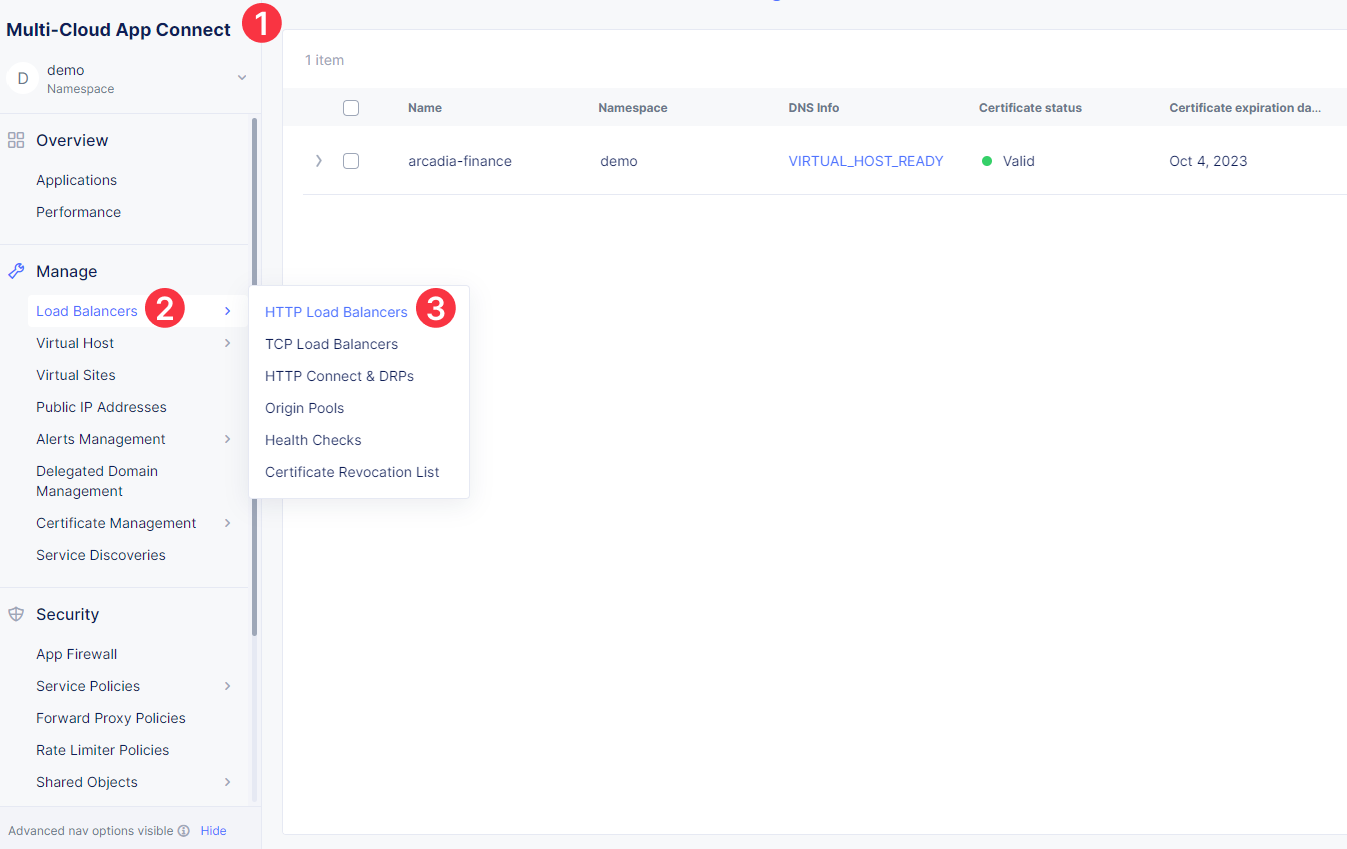 Multi-Cloud App Connect 1
D demo
Namespace
Overview
Applications
Performance
Manage
Load Balancers 2
Virtual Host
Virtual Sites
Public IP Addresses
Alerts Management
Delegated Domain
Management
Certificate Management
Service Discoveries
Security
App Firewall
Service Policies
Forward Proxy Policies
Rate Limiter Policies
Shared Objects
Advanced nav options visible Hide
HTTP Load Balancers 3
TCP Load Balancers
HTTP Connect & DRPs
Origin Pools
Health Checks
Certificate Revocation List
1 item
Name Namespace DNS Info Certificate status Certificate expiration da...
arcadia-finance demo VIRTUAL_HOST_READY Valid Oct 4, 2023